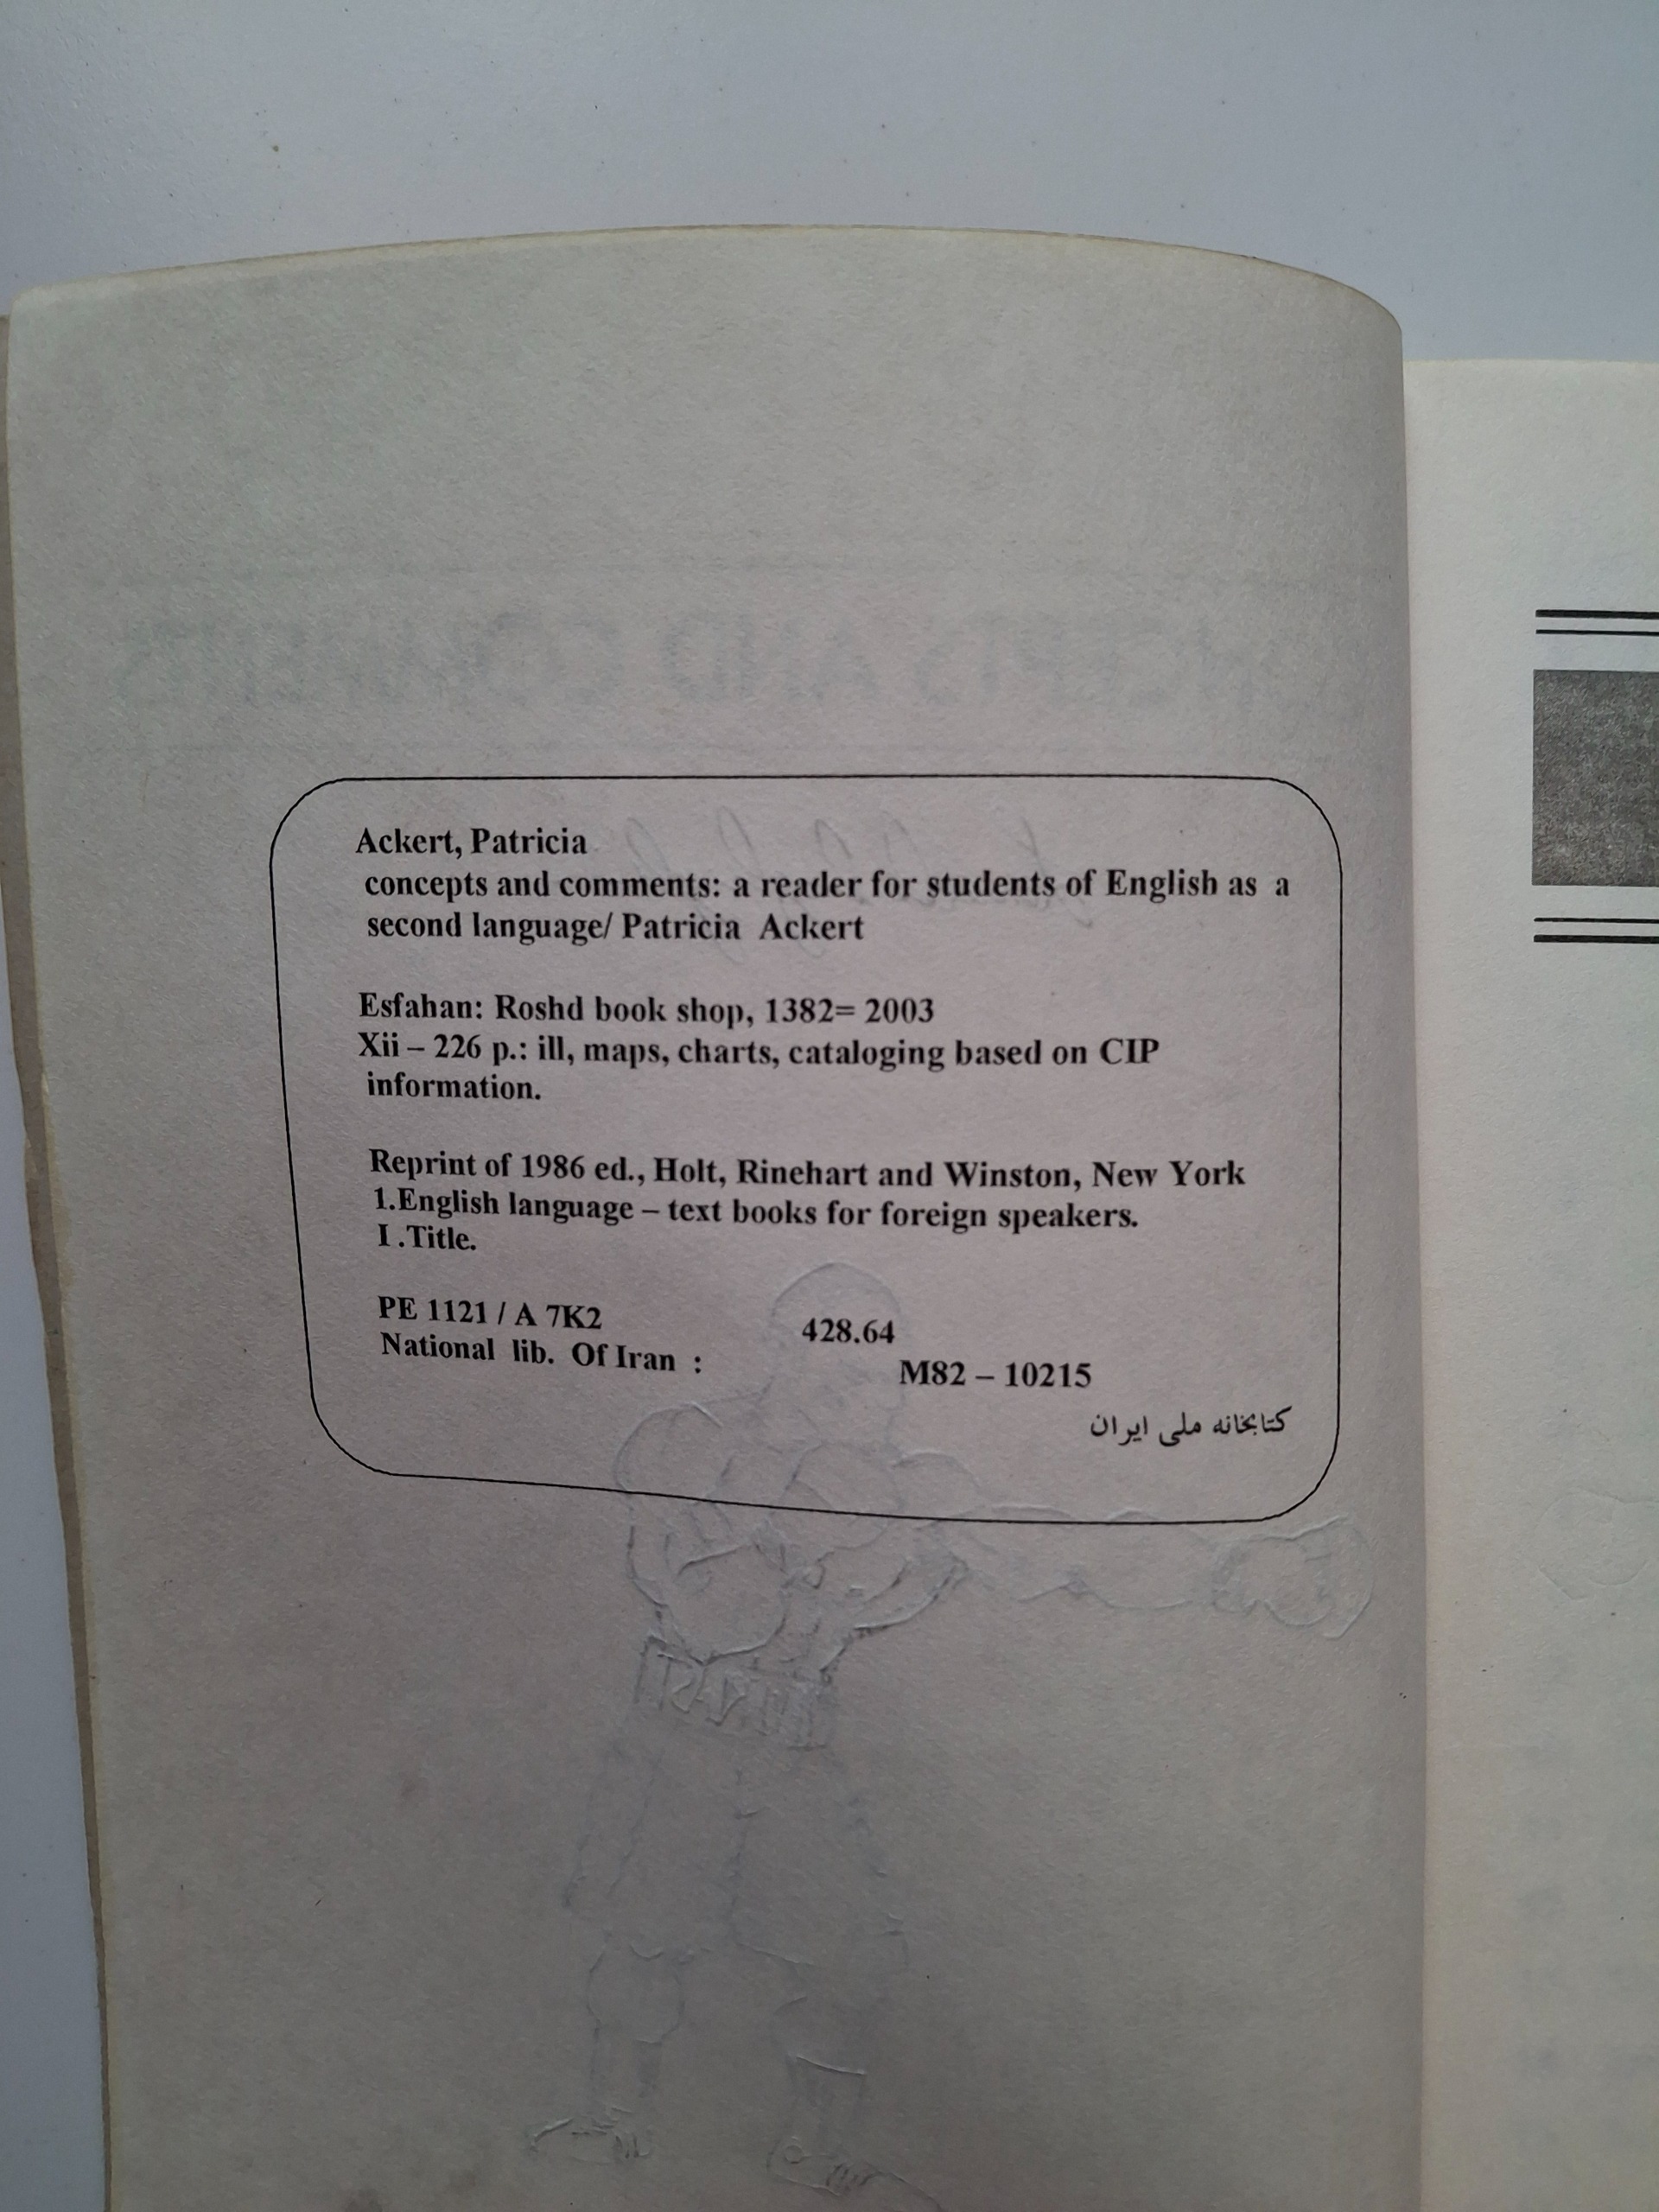 Ackert, Patricia
concepts and comments: a reader for students of English as a
second language/ Patricia Ackert
Esfahan: Roshd book shop, 1382= 2003
Xii – 226 p.: ill, maps, charts, cataloging based on CIP
information.
Reprint of 1986 ed., Holt, Rinehart and Winston, New York
1.English language – text books for foreign speakers.
I .Title.
PE 1121 / A 7K2 428.64
National lib. Of Iran : M82 – 10215
کتابخانه ملی ایران